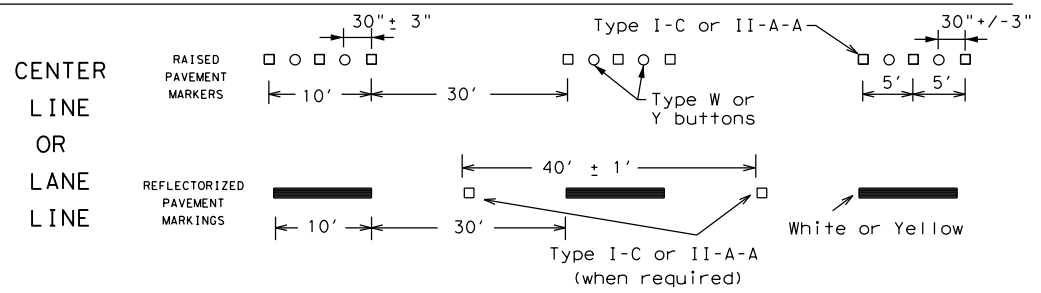 30"± 3"
Type I-C or II-A-A
30"+/-3"
CENTER
LINE
OR
LANE
LINE
RAISED
PAVEMENT
MARKERS
10'
30'
Type W or
Y buttons
5'
5'
40' ± 1'
REFLECTORIZED
PAVEMENT
MARKINGS
10'
30'
Type I-C or II-A-A
(when required)
White or Yellow